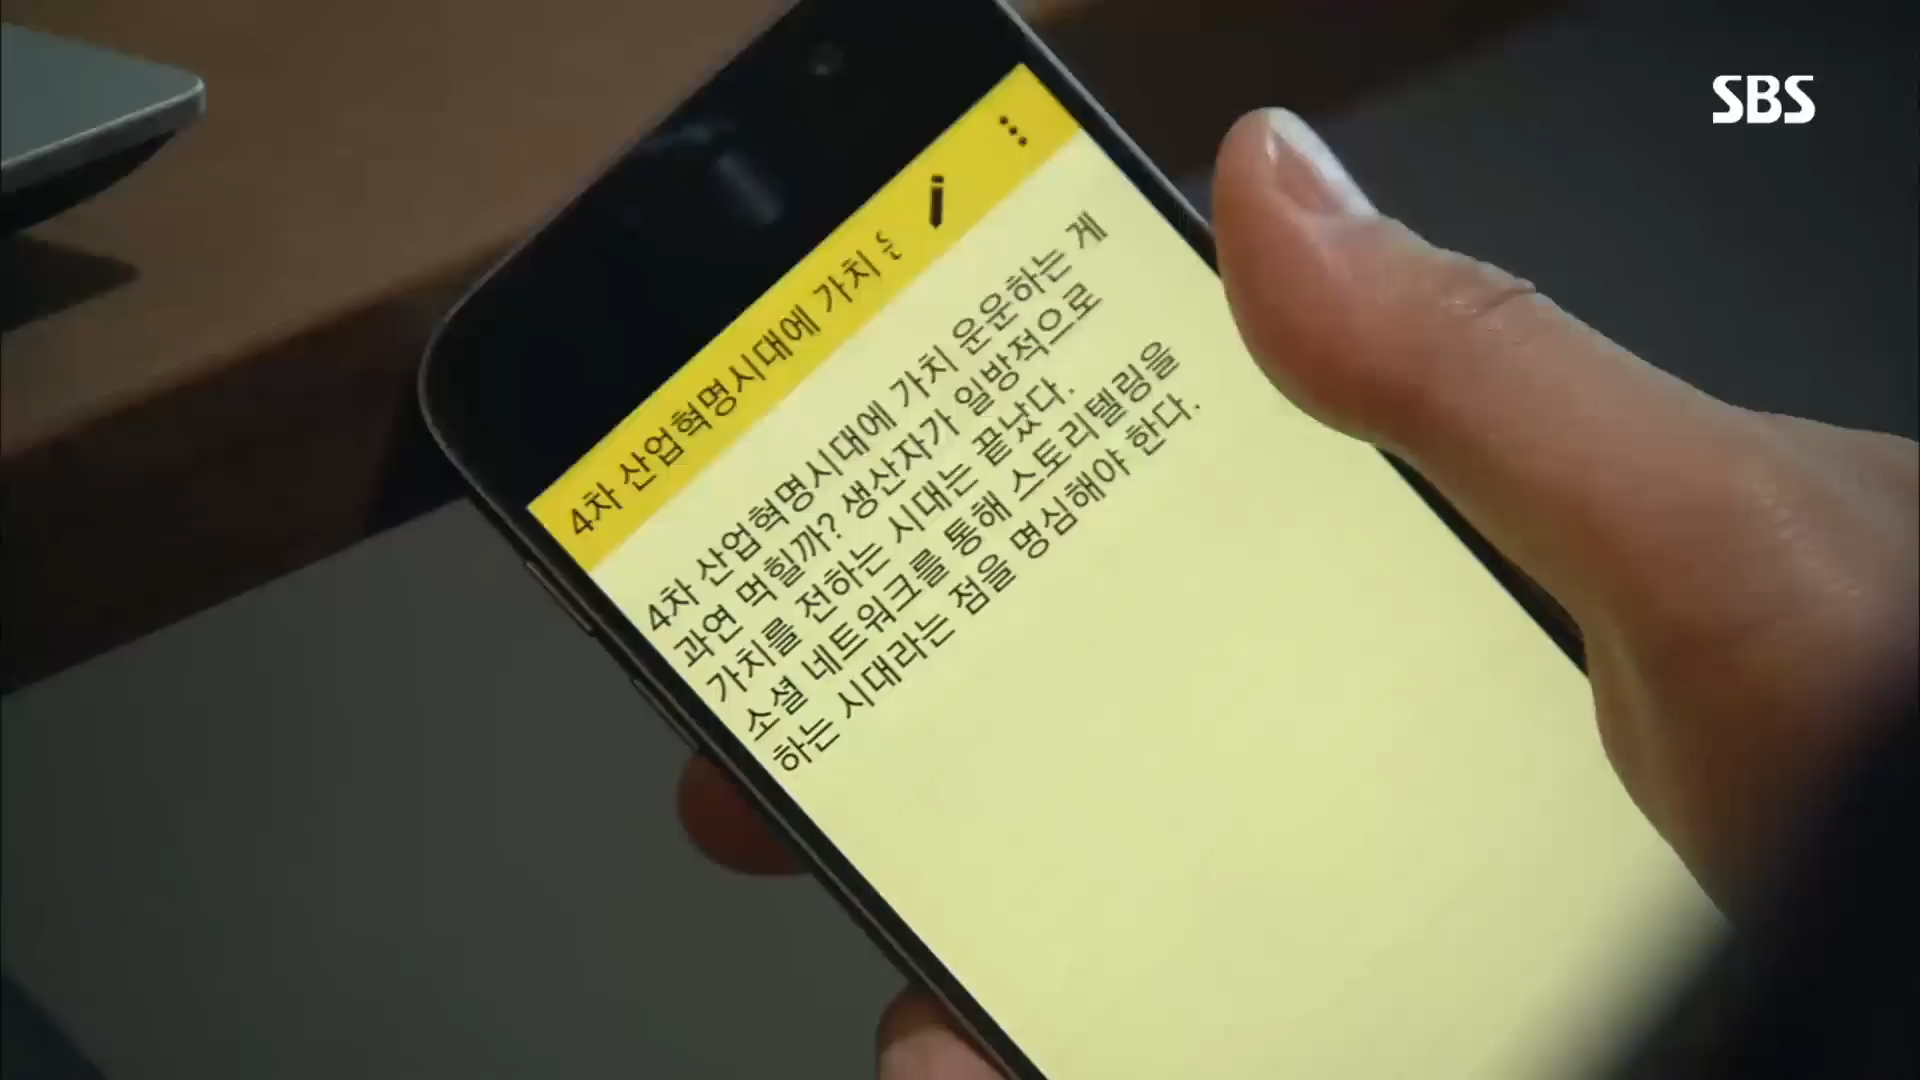 SBS
4차 산업혁명시대에 가치
4차 산업혁명시대에 가치 운운하는 게
과연 먹힐까? 생산자가 일방적으로
가치를 전하는 시대는 끝났다.
소셜 네트워크를 통해 스토리텔링을
하는 시대라는 점을 명심해야 한다.